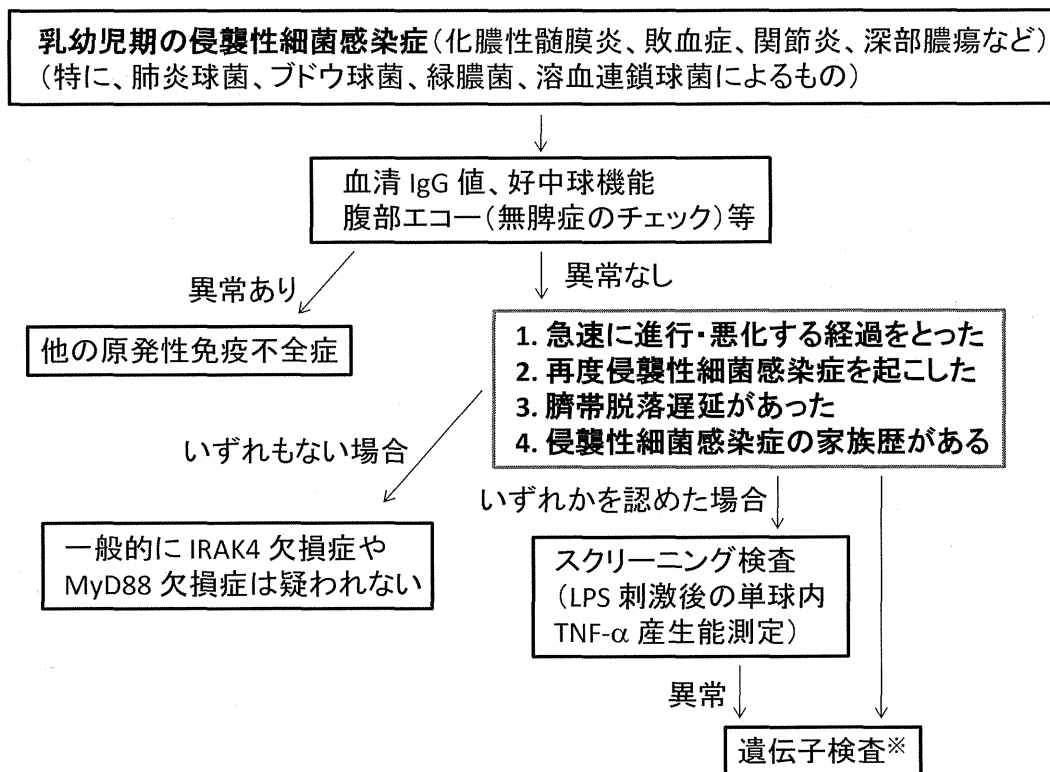 乳幼児期の侵襲性細菌感染症(化膿性髄膜炎、敗血症、関節炎、深部膿瘍など)
(特に、肺炎球菌、ブドウ球菌、緑膿菌、溶血連鎖球菌によるもの)
血清 IgG 値、好中球機能
腹部エコー(無脾症のチェック)等
異常あり
異常なし
他の原発性免疫不全症
1. 急速に進行・悪化する経過をとった
2. 再度侵襲性細菌感染症を起こした
3. 臍帯脱落遅延があった
4. 侵襲性細菌感染症の家族歴がある
いずれもない場合
いずれかを認めた場合
一般的に IRAK4 欠損症や
MyD88 欠損症は疑われない
スクリーニング検査
(LPS 刺激後の単球内
TNF-α 産生能測定)
異常
遺伝子検査※